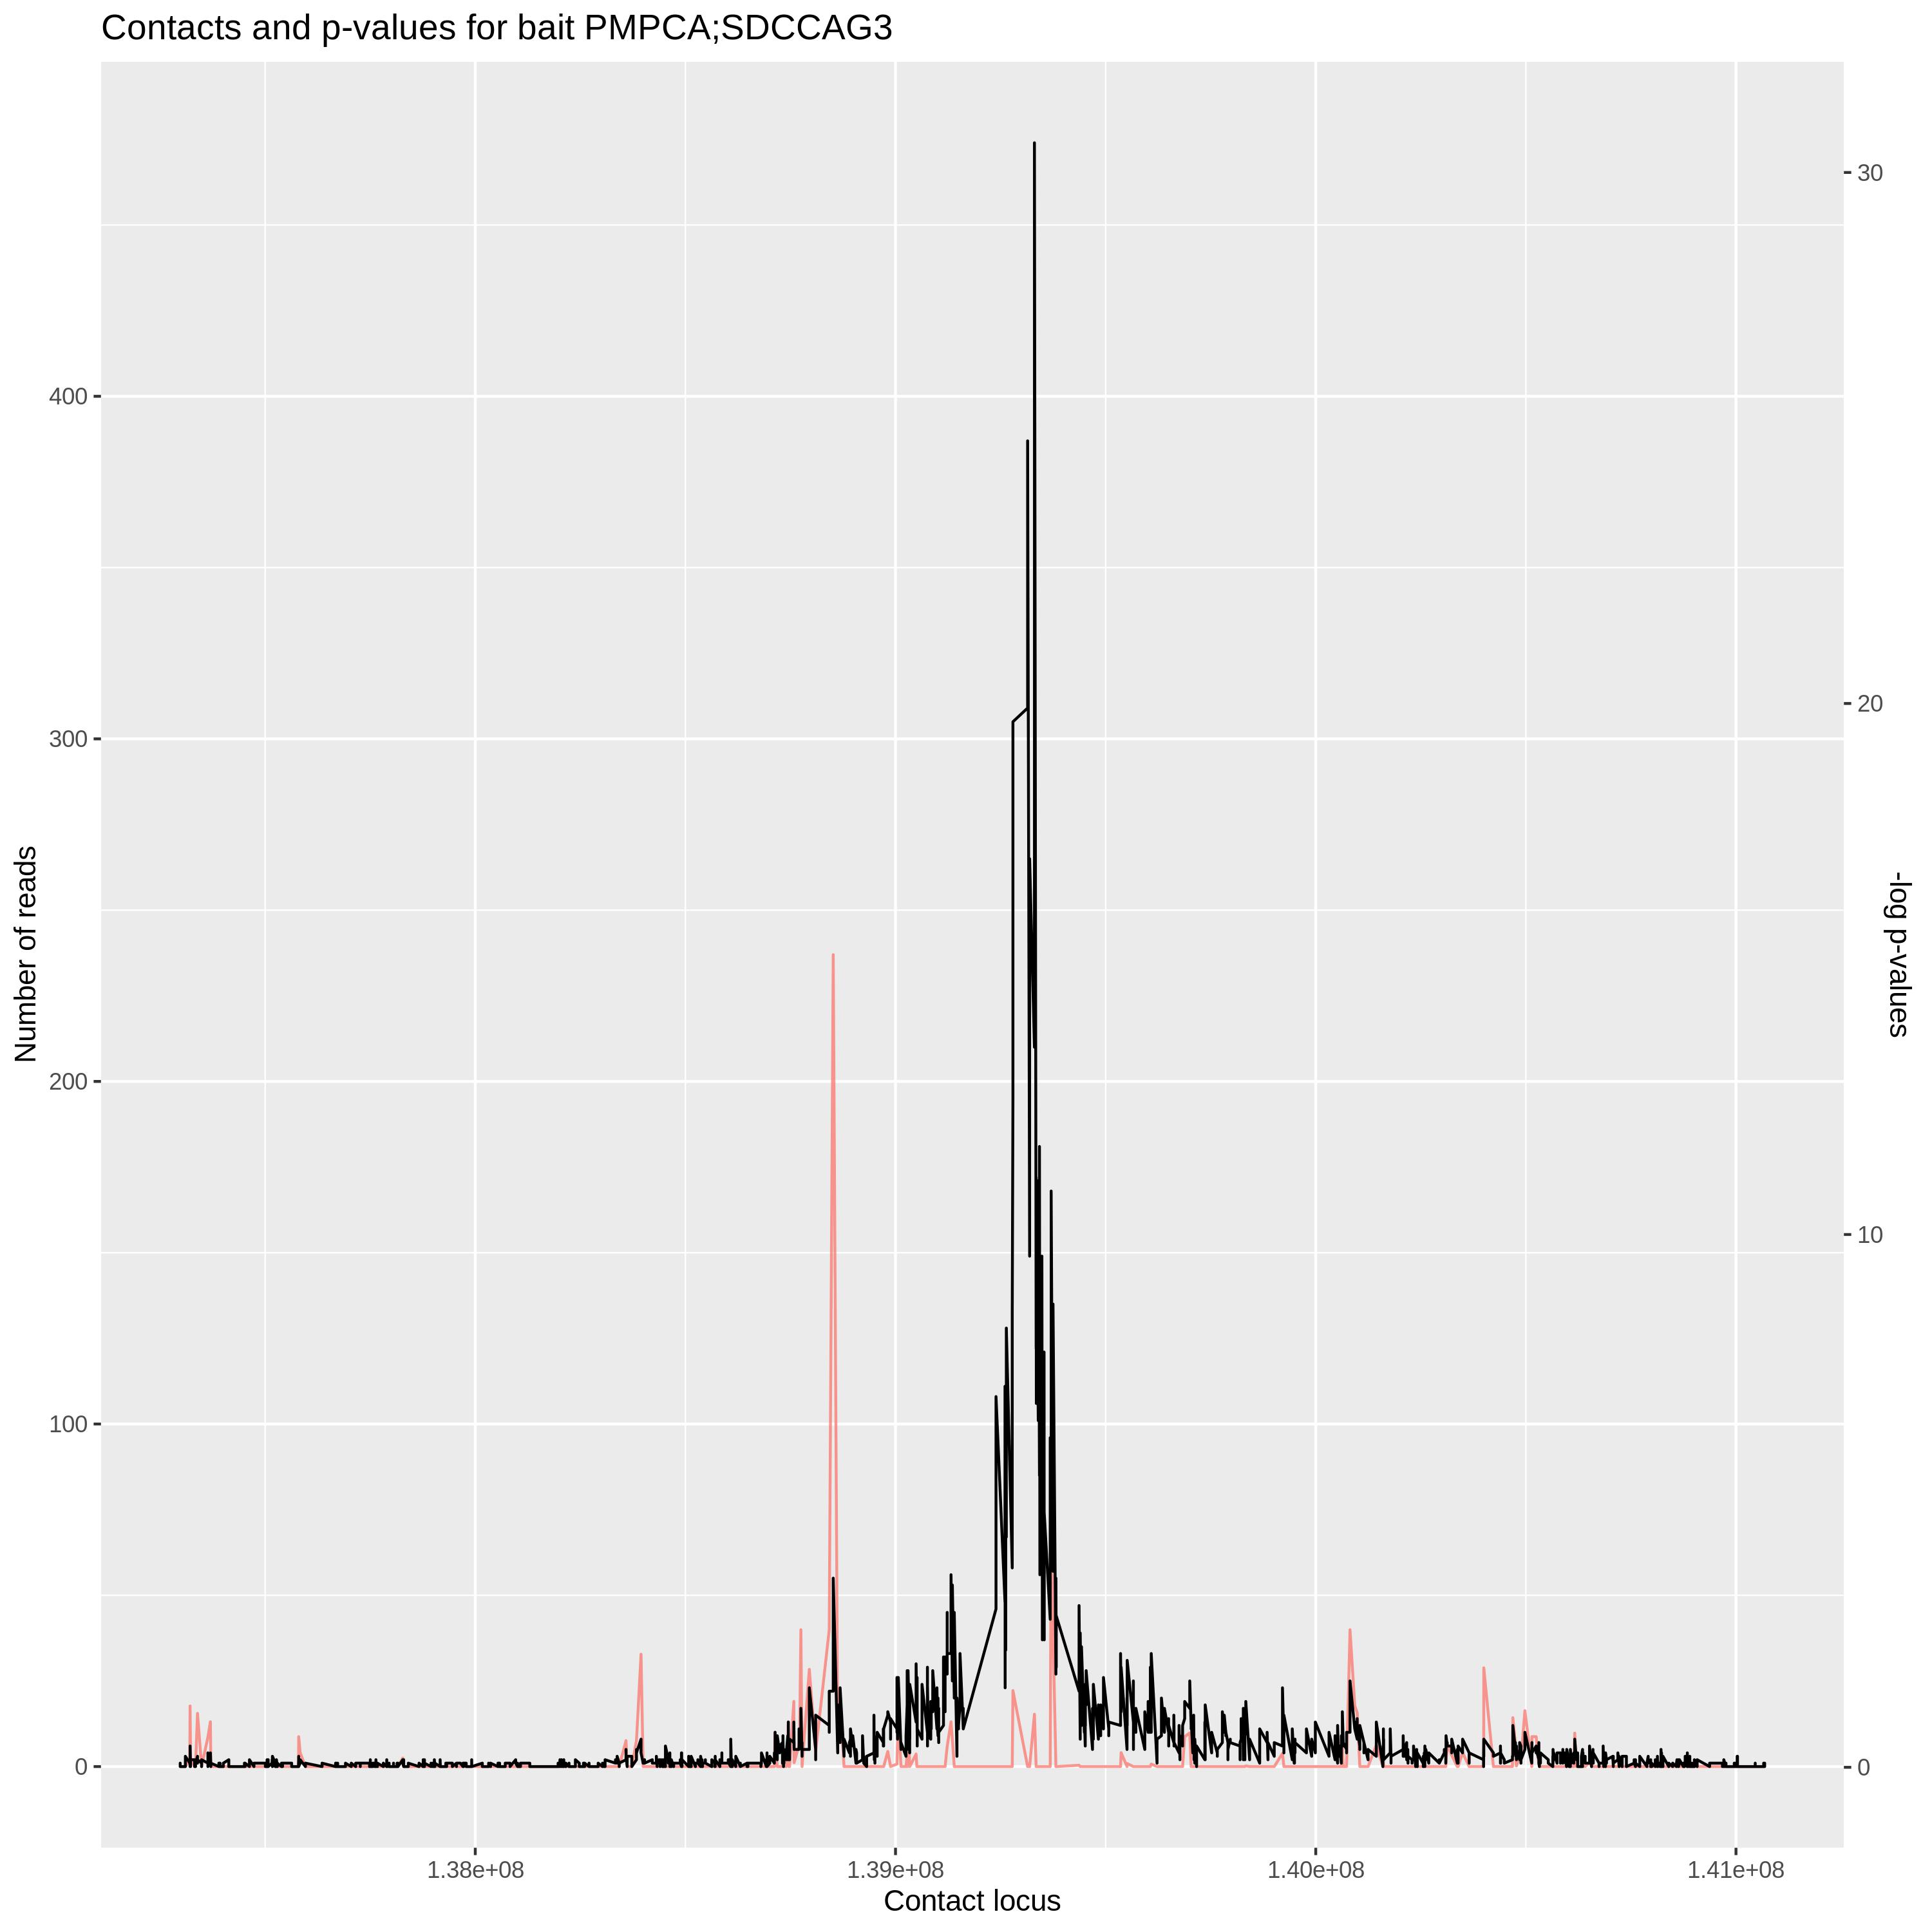 Contacts and p-values for bait PMPCA;SDCCAG3
Number of reads
400
300
200
100
0
30
20
10
0
-log p-values
1.38e+08
1.39e+08
1.40e+08
1.41e+08
Contact locus